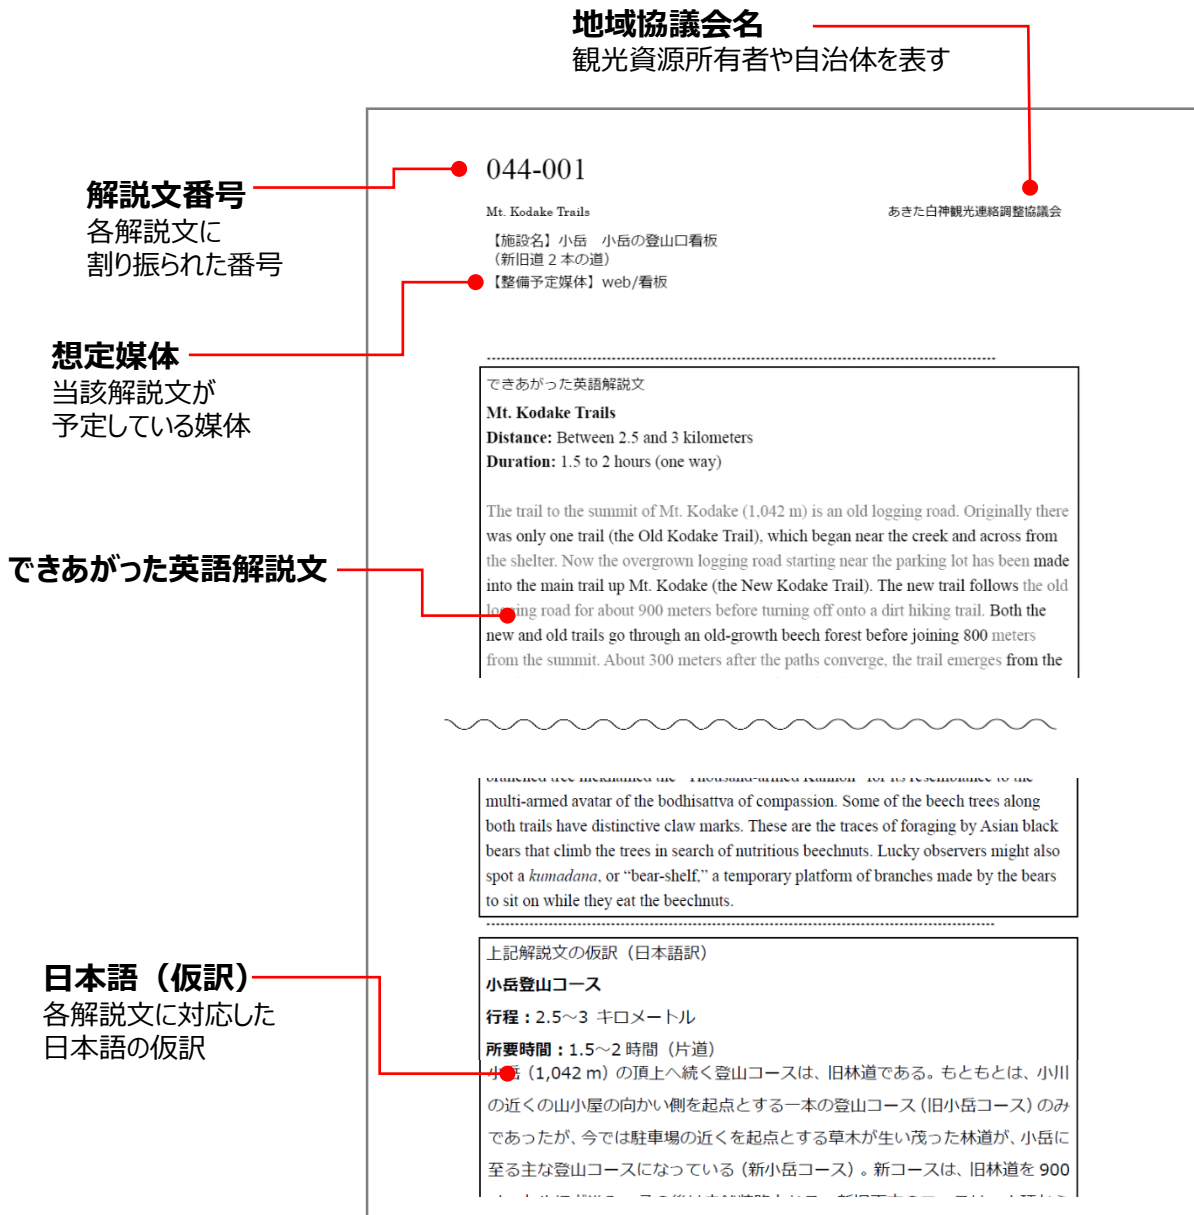 地域協議会名
観光資源所有者や自治体を表す
044-001
解説文番号
各解説文に
割り振られた番号
Mt. Kodake Trails
あきた白神観光連絡調整協議会
【施設名】小岳　小岳の登山口看板
（新旧道２本の道）
【整備予定媒体】web/看板
想定媒体
当該解説文が
予定している媒体
できあがった英語解説文
Mt. Kodake Trails
Distance: Between 2.5 and 3 kilometers
Duration: 1.5 to 2 hours (one way)
The trail to the summit of Mt. Kodake (1,042 m) is an old logging road. Originally there
was only one trail (the Old Kodake Trail), which began near the creek and across from
the shelter. Now the overgrown logging road starting near the parking lot has been made
into the main trail up Mt. Kodake (the New Kodake Trail). The new trail follows the old
logging road for about 900 meters before turning off onto a dirt hiking trail. Both the
new and old trails go through an old-growth beech forest before joining 800 meters
from the summit. About 300 meters after the paths converge, the trail emerges from the
できあがった英語解説文
branched tree nicknamed the "Thousand-armed Kannon" for its resemblance to the
multi-armed avatar of the bodhisattva of compassion. Some of the beech trees along
both trails have distinctive claw marks. These are the traces of foraging by Asian black
bears that climb the trees in search of nutritious beechnuts. Lucky observers might also
spot a kumadana, or “bear-shelf,” a temporary platform of branches made by the bears
to sit on while they eat the beechnuts.
上記解説文の仮訳（日本語訳）
小岳登山コース
行程：2.5～3 キロメートル
所要時間：1.5～2 時間（片道）
小岳（1,042 m）の頂上へ続く登山コースは、旧林道である。もともとは、小川
の近くの山小屋の向かい側を起点とする一本の登山コース（旧小岳コース）のみ
であったが、今では駐車場の近くを起点とする草木が生い茂った林道が、小岳に
至る主な登山コースになっている（新小岳コース）。新コースは、旧林道を 900
日本語（仮訳）
各解説文に対応した
日本語の仮訳